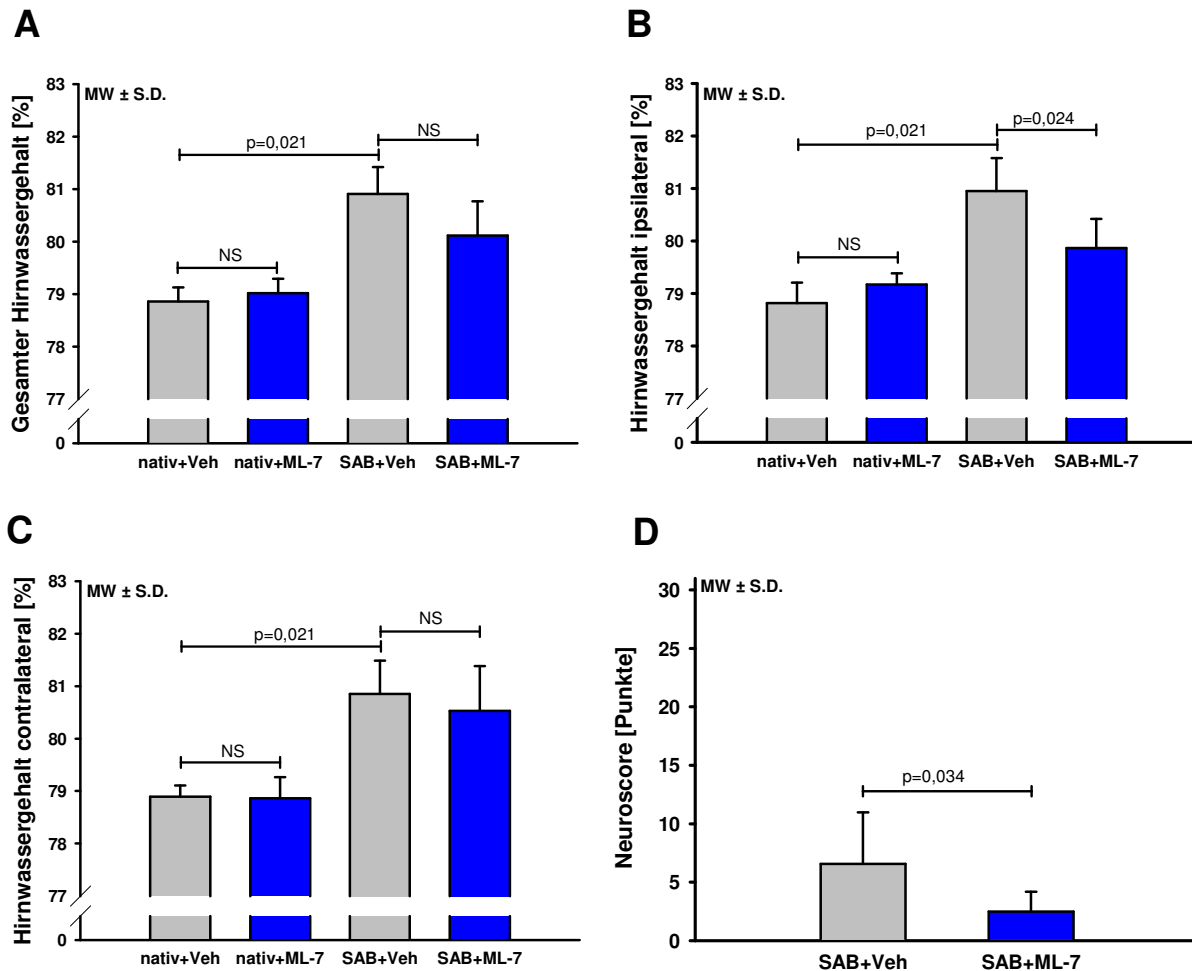 A
Gesamter Hirnwassergehalt [%]
83
82
81
80
79
78
77
0
MW ± S.D.
p=0,021
NS
NS
nativ+Veh nativ+ML-7 SAB+Veh SAB+ML-7
B
Hirnwassergehalt ipsilateral [%]
83
82
81
80
79
78
77
0
MW ± S.D.
p=0,021
p=0,024
NS
nativ+Veh nativ+ML-7 SAB+Veh SAB+ML-7
C
Hirnwassergehalt contralateral [%]
83
82
81
80
79
78
77
0
MW ± S.D.
p=0,021
NS
NS
nativ+Veh nativ+ML-7 SAB+Veh SAB+ML-7
D
Neuroscore [Punkte]
30
25
20
15
10
5
0
MW ± S.D.
p=0,034
SAB+Veh SAB+ML-7